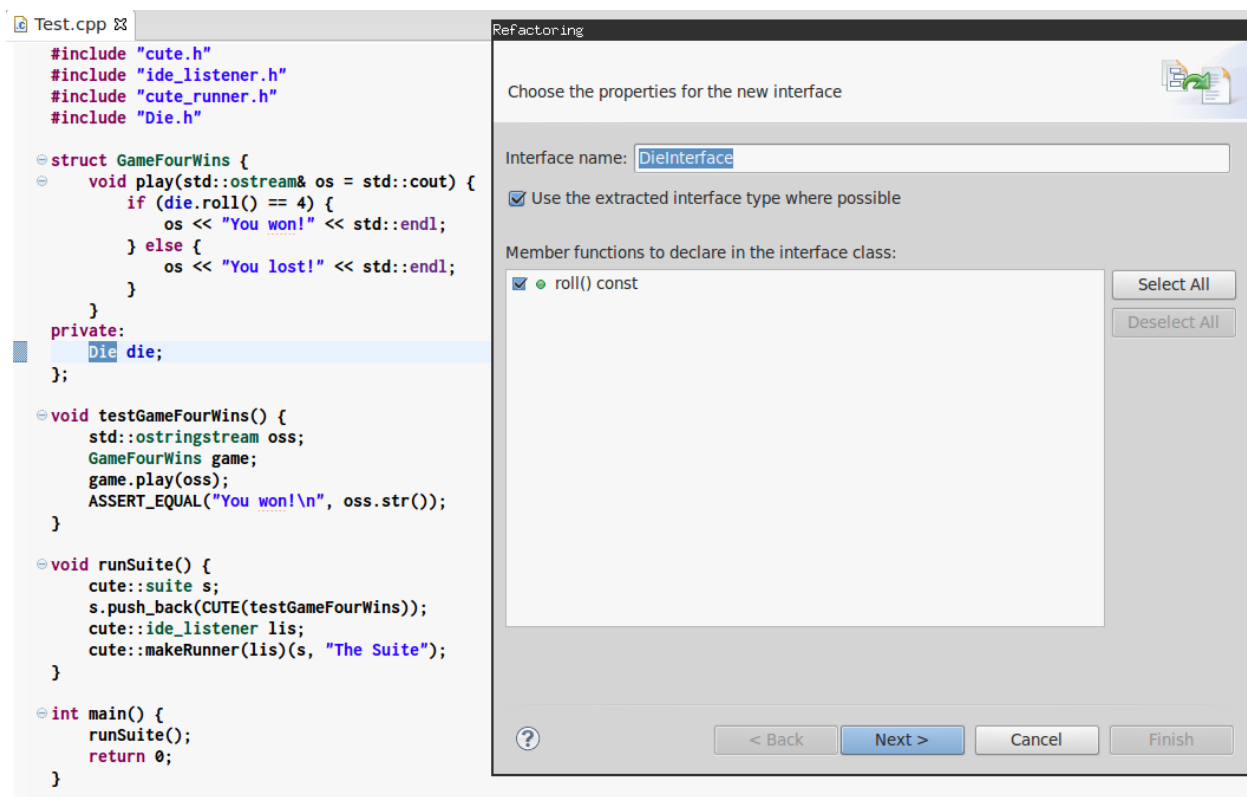 Test.cpp
#include "cute.h"
#include "ide_listener.h"
#include "cute_runner.h"
#include "Die.h"
struct GameFourWins {
void play(std::ostream& os = std::cout) {
if (die.roll() == 4) {
os << "You won!" << std::endl;
} else {
os << "You lost!" << std::endl;
}
}
private:
Die die;
};
void testGameFourWins() {
std::ostringstream oss;
GameFourWins game;
game.play(oss);
ASSERT_EQUAL("You won!\n", oss.str());
}
void runSuite() {
cute::suite s;
s.push_back(CUTE(testGameFourWins));
cute::ide_listener lis;
cute::makeRunner(lis)(s, "The Suite");
}
int main() {
runSuite();
return 0;
}
Refactoring
Choose the properties for the new interface
Interface name: DieInterface
Use the extracted interface type where possible
Member functions to declare in the interface class:
roll() const
Select All
Deselect All
< Back Next > Cancel Finish